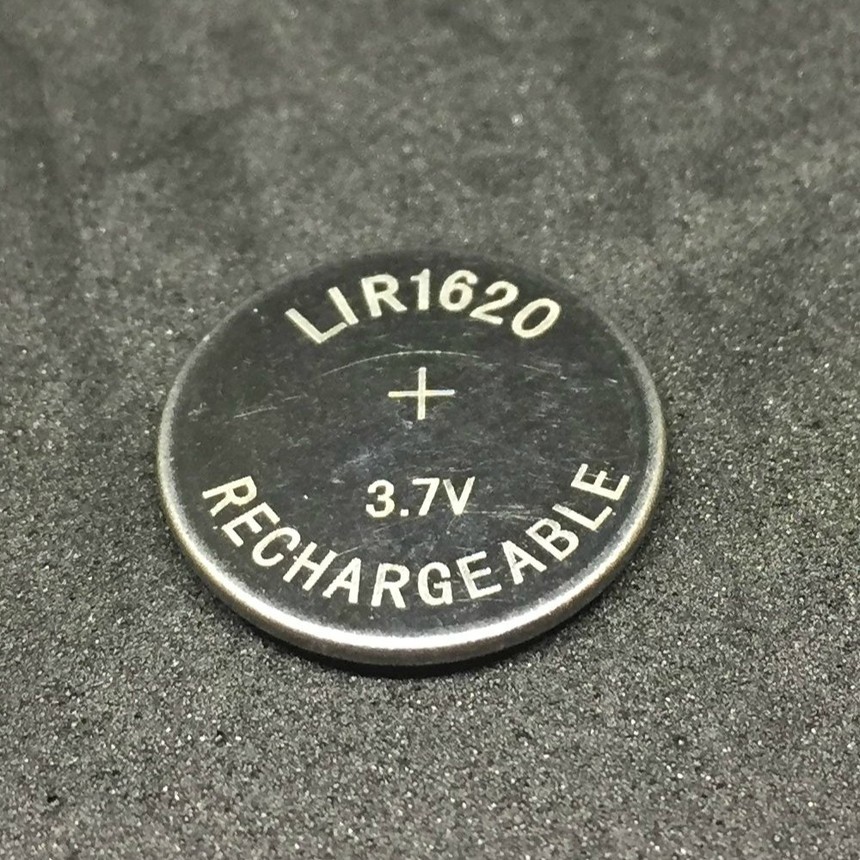 LIR1620
+
3.7V
RECHARGEABLE